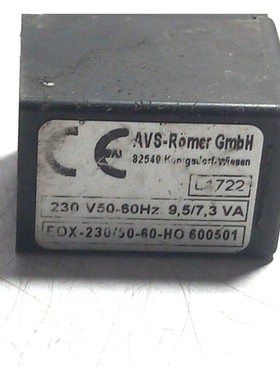 CE AVS-Römer GmbH
82549 Königsdorf-Wiesen
L1722
230 V50-60Hz 9,5/7,3 VA
EOX-230/50-60-HO 600501